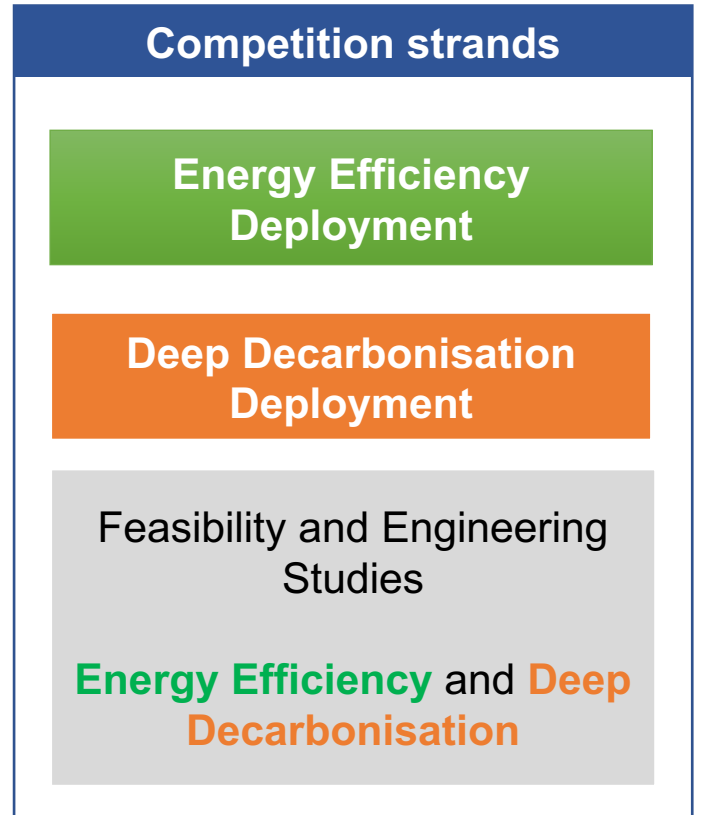 Competition strands
Energy Efficiency
Deployment
Deep Decarbonisation
Deployment
Feasibility and Engineering
Studies
Energy Efficiency and Deep
Decarbonisation